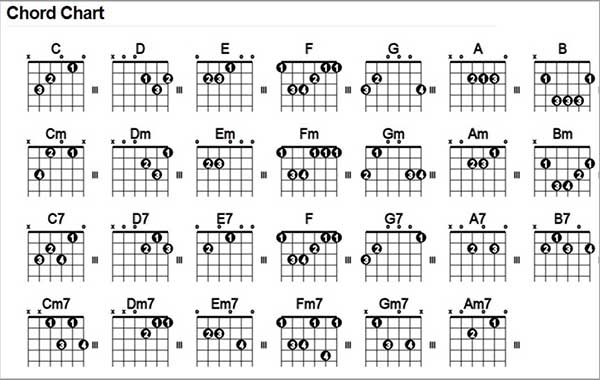 Chord Chart
C D E F G A B
Cm Dm Em Fm Gm Am Bm
C7 D7 E7 F G7 A7 B7
Cm7 Dm7 Em7 Fm7 Gm7 Am7